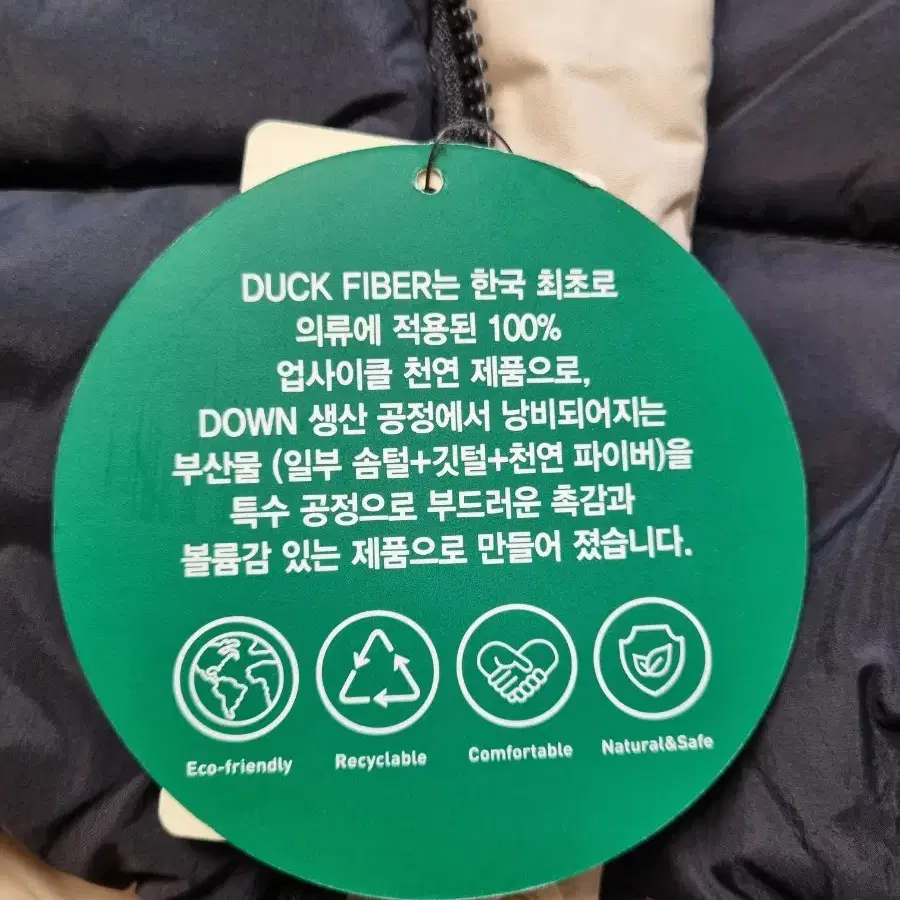 DUCK FIBER는 한국 최초로
의류에 적용된 100%
업사이클 천연 제품으로,
DOWN 생산 공정에서 낭비되어지는
부산물 (일부 솜털+깃털+천연 파이버)을
특수 공정으로 부드러운 촉감과
볼륨감 있는 제품으로 만들어 졌습니다.
Eco-friendly
Recyclable
Comfortable
Natural&Safe